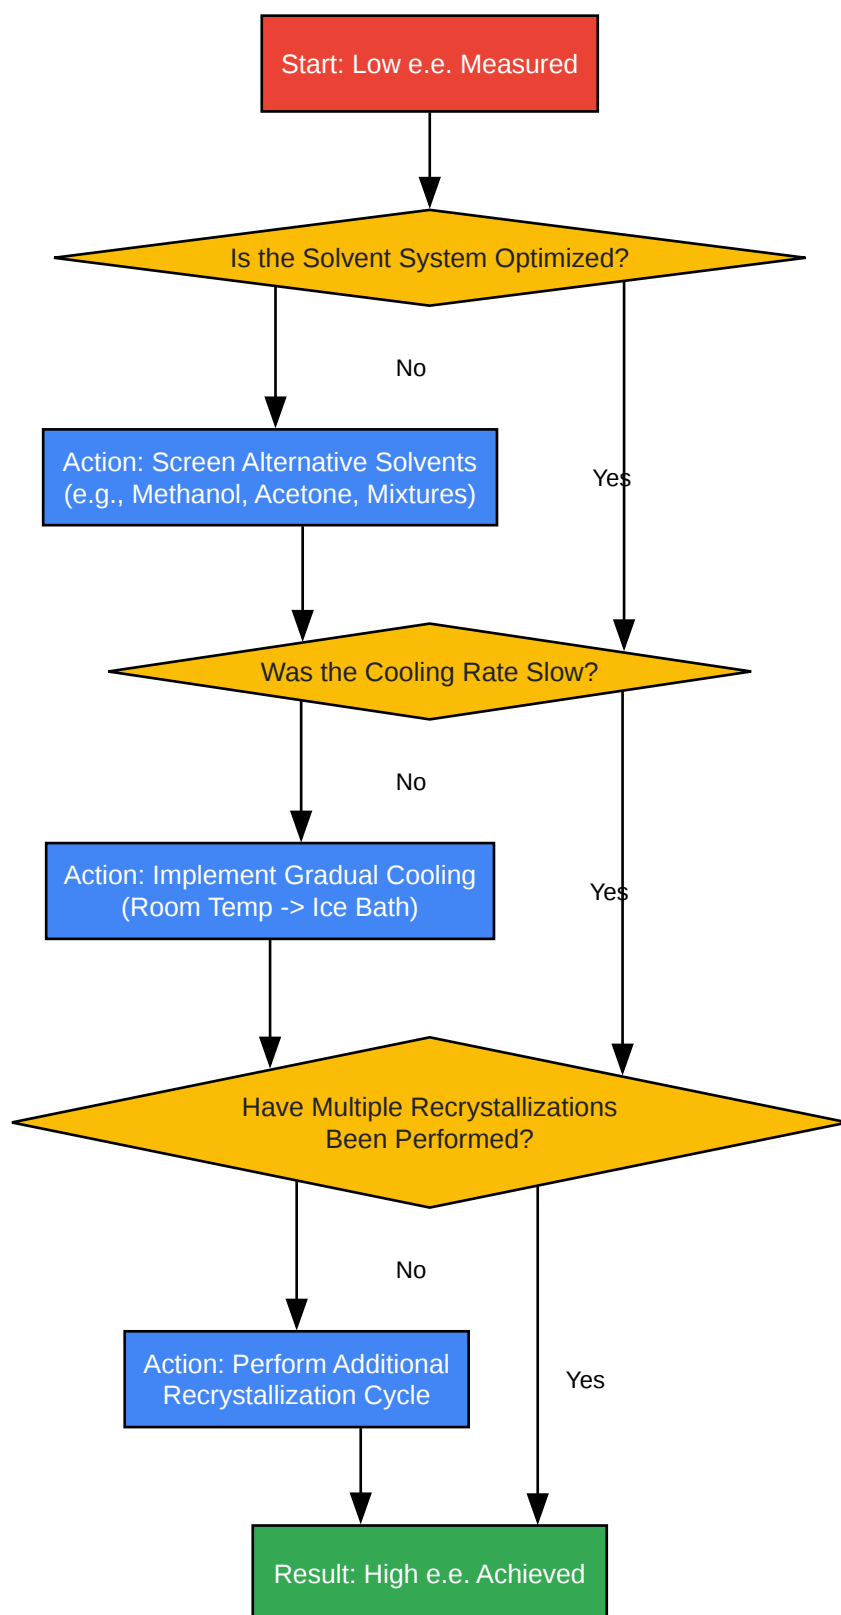 Start: Low e.e. Measured
Is the Solvent System Optimized?
No
Action: Screen Alternative Solvents
(e.g., Methanol, Acetone, Mixtures)
Yes
Was the Cooling Rate Slow?
No
Action: Implement Gradual Cooling
(Room Temp -> Ice Bath)
Yes
Have Multiple Recrystallizations
Been Performed?
No
Action: Perform Additional
Recrystallization Cycle
Yes
Result: High e.e. Achieved